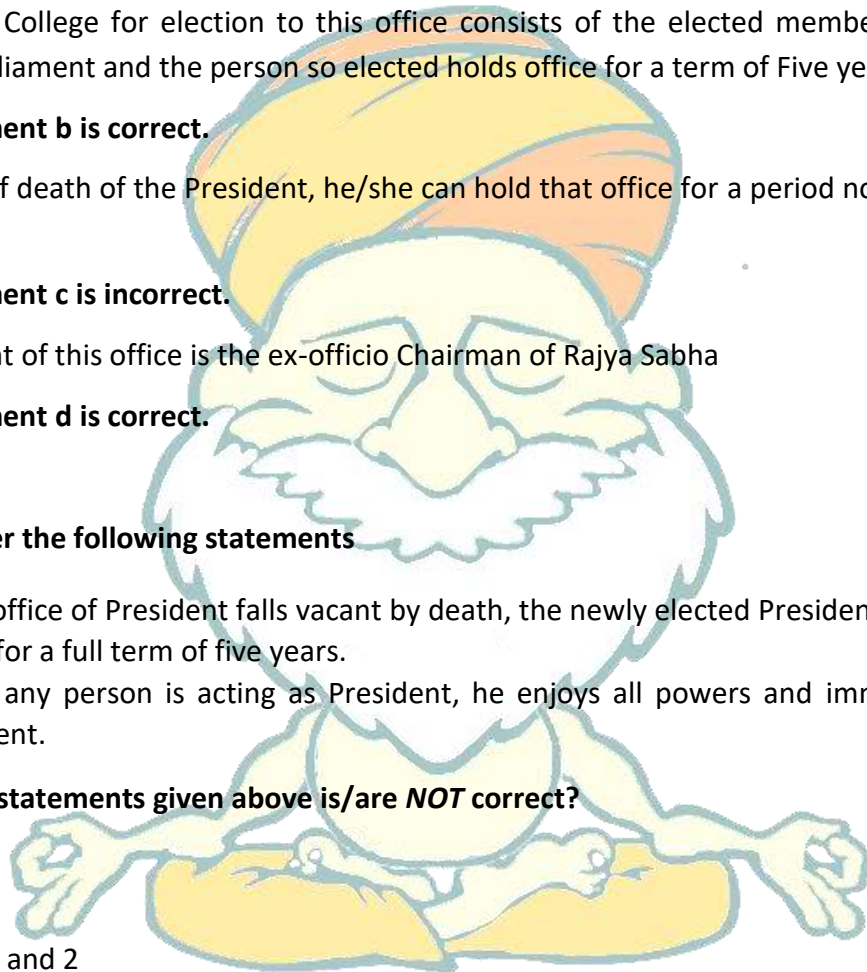 College for election to this office consists of the elected membe
liament and the person so elected holds office for a term of Five ye
nent b is correct.
f death of the President, he/she can hold that office for a period no
nent c is incorrect.
t of this office is the ex-officio Chairman of Rajya Sabha
nent d is correct.
er the following statements
office of President falls vacant by death, the newly elected Presiden
for a full term of five years.
any person is acting as President, he enjoys all powers and imm
ent.
statements given above is/are NOT correct?
and 2